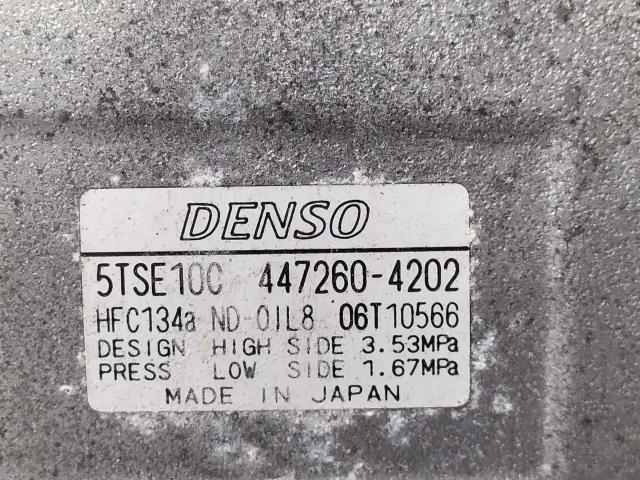 DENSO
5TSE10C 447260-4202
HFC134a ND-OIL8 06T10566
DESIGN HIGH SIDE 3.53MPa
PRESS LOW SIDE 1.67MPa
MADE IN JAPAN